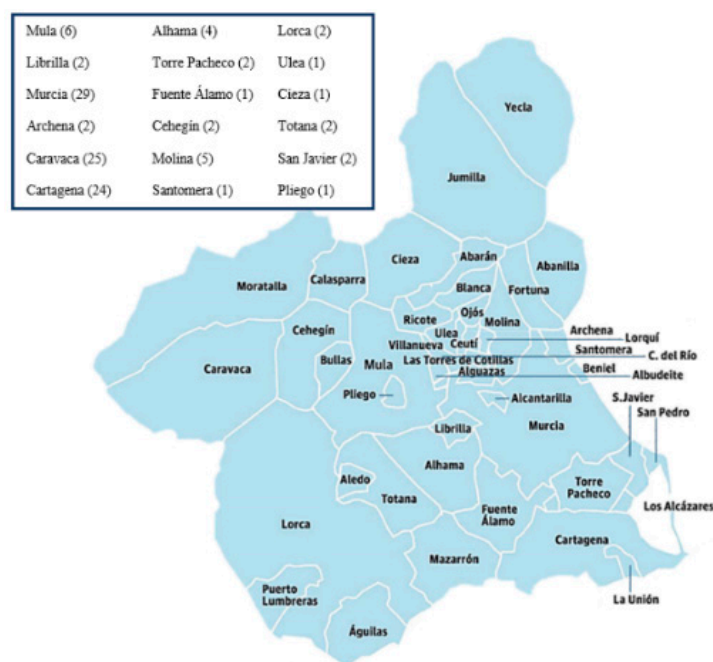 Mula (6) Alhama (4) Lorca (2)
Librilla (2) Torre Pacheco (2) Ulea (1)
Murcia (29) Fuente Álamo (1) Cieza (1)
Archena (2) Cehegín (2) Totana (2)
Caravaca (25) Molina (5) San Javier (2)
Cartagena (24) Santomera (1) Pliego (1)
Yecla
Jumilla
Abarán
Cieza
Abanilla
Calasparra
Moratalla
Blanca
Fortuna
Ojós
Ricote
Molina
Cehegín
Ulea
Archena
Villanueva
Ceutí
Lorquí
Santomera
Bullas
Las Torres de Cotillas
C. del Río
Caravaca
Mula
Alguazas
Beniel
Albudeite
Pliego
Alcantarilla
S.Javier
San Pedro
Librilla
Murcia
Alhama
Aledo
Torre
Pacheco
Totana
Los Alcázares
Fuente
Álamo
Lorca
Cartagena
Mazarrón
Puerto
Lumbreras
La Unión
Águilas